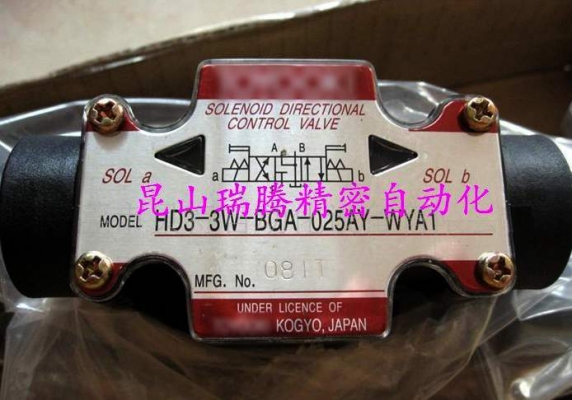 SOLENOID DIRECTIONAL
CONTROL VALVE
A B
SOL a
a
b
SOL b
昆山瑞腾精密自动化
MODEL HD3-3W-BGA-025AY-WYA1
MFG. No. 0811
UNDER LICENCE OF
KOGYO, JAPAN